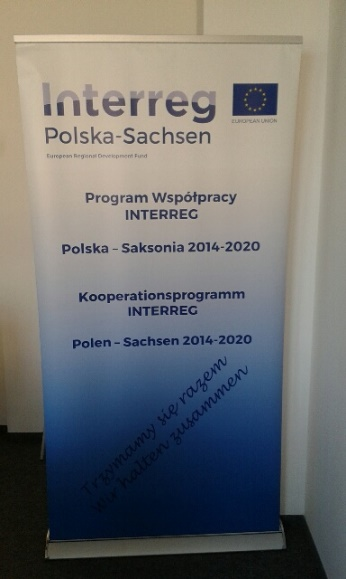 Interreg
EUROPEAN UNION
Polska-Sachsen
European Regional Development Fund
Program Współpracy
INTERREG
Polska – Saksonia 2014-2020
Kooperationsprogramm
INTERREG
Polen – Sachsen 2014-2020
Trzymamy się razem
Wir halten zusammen